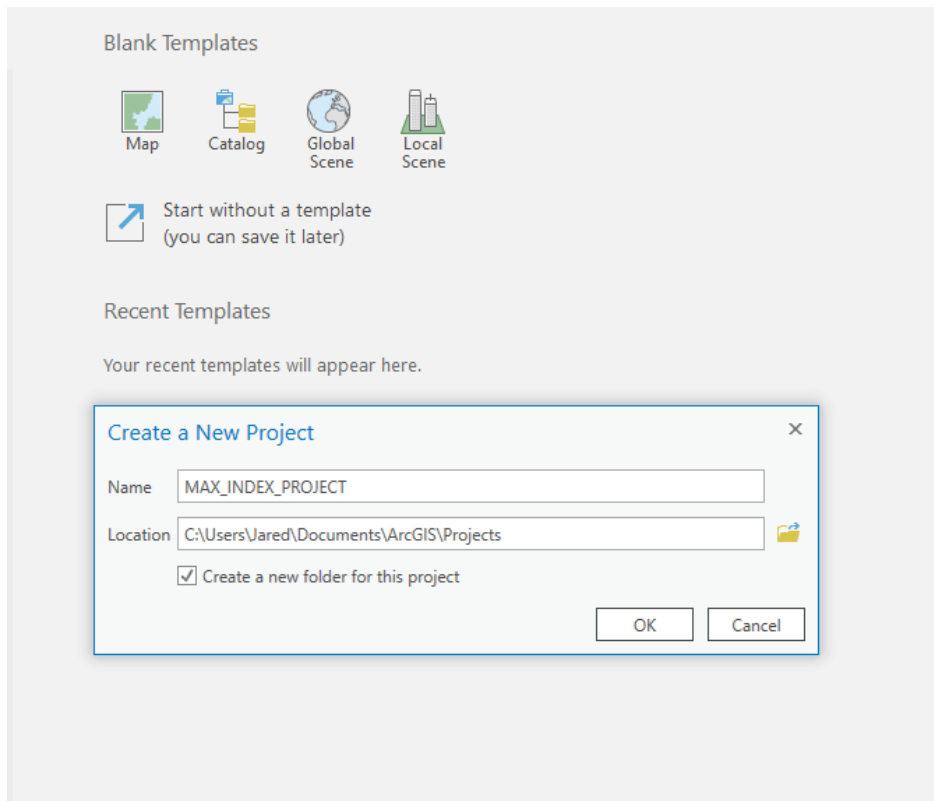 Blank Templates
Map
Catalog
Global
Scene
Local
Scene
Start without a template
(you can save it later)
Recent Templates
Your recent templates will appear here.
Create a New Project
Name MAX_INDEX_PROJECT
Location C:\Users\Jared\Documents\ArcGIS\Projects
Create a new folder for this project
OK Cancel